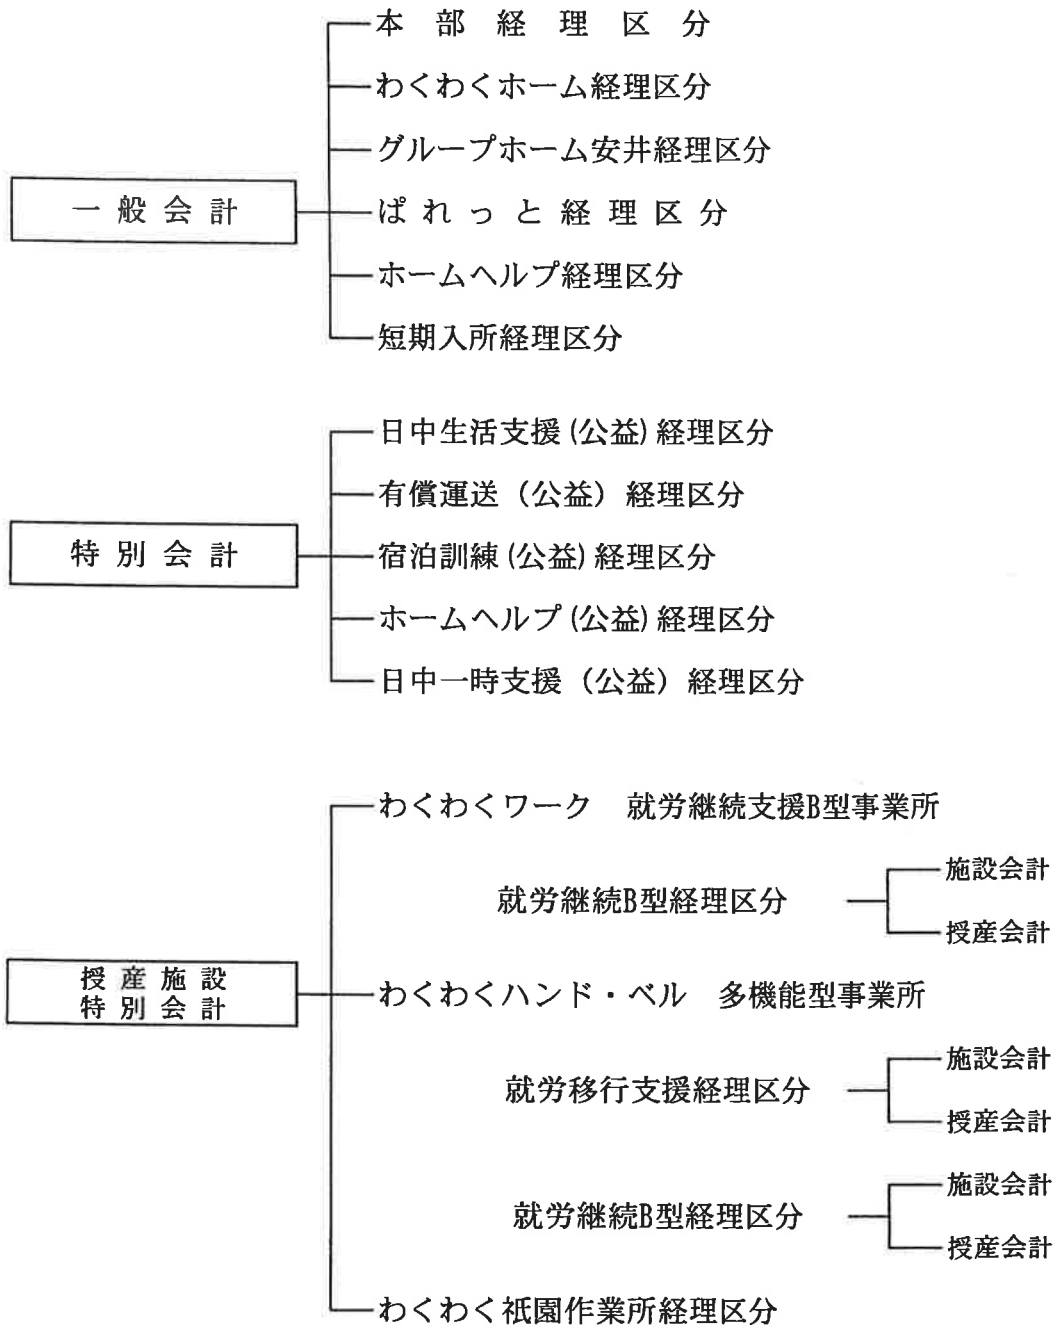 本部経理区分
わくわくホーム経理区分
グループホーム安井経理区分
一般会計
ぱれっと経理区分
ホームヘルプ経理区分
短期入所経理区分
日中生活支援(公益)経理区分
有償運送（公益）経理区分
特別会計
宿泊訓練(公益)経理区分
ホームヘルプ(公益)経理区分
日中一時支援（公益）経理区分
わくわくワーク　就労継続支援B型事業所
施設会計
就労継続B型経理区分
授産会計
授産施設
特別会計
わくわくハンド・ベル　多機能型事業所
施設会計
就労移行支援経理区分
授産会計
施設会計
就労継続B型経理区分
授産会計
わくわく祇園作業所経理区分